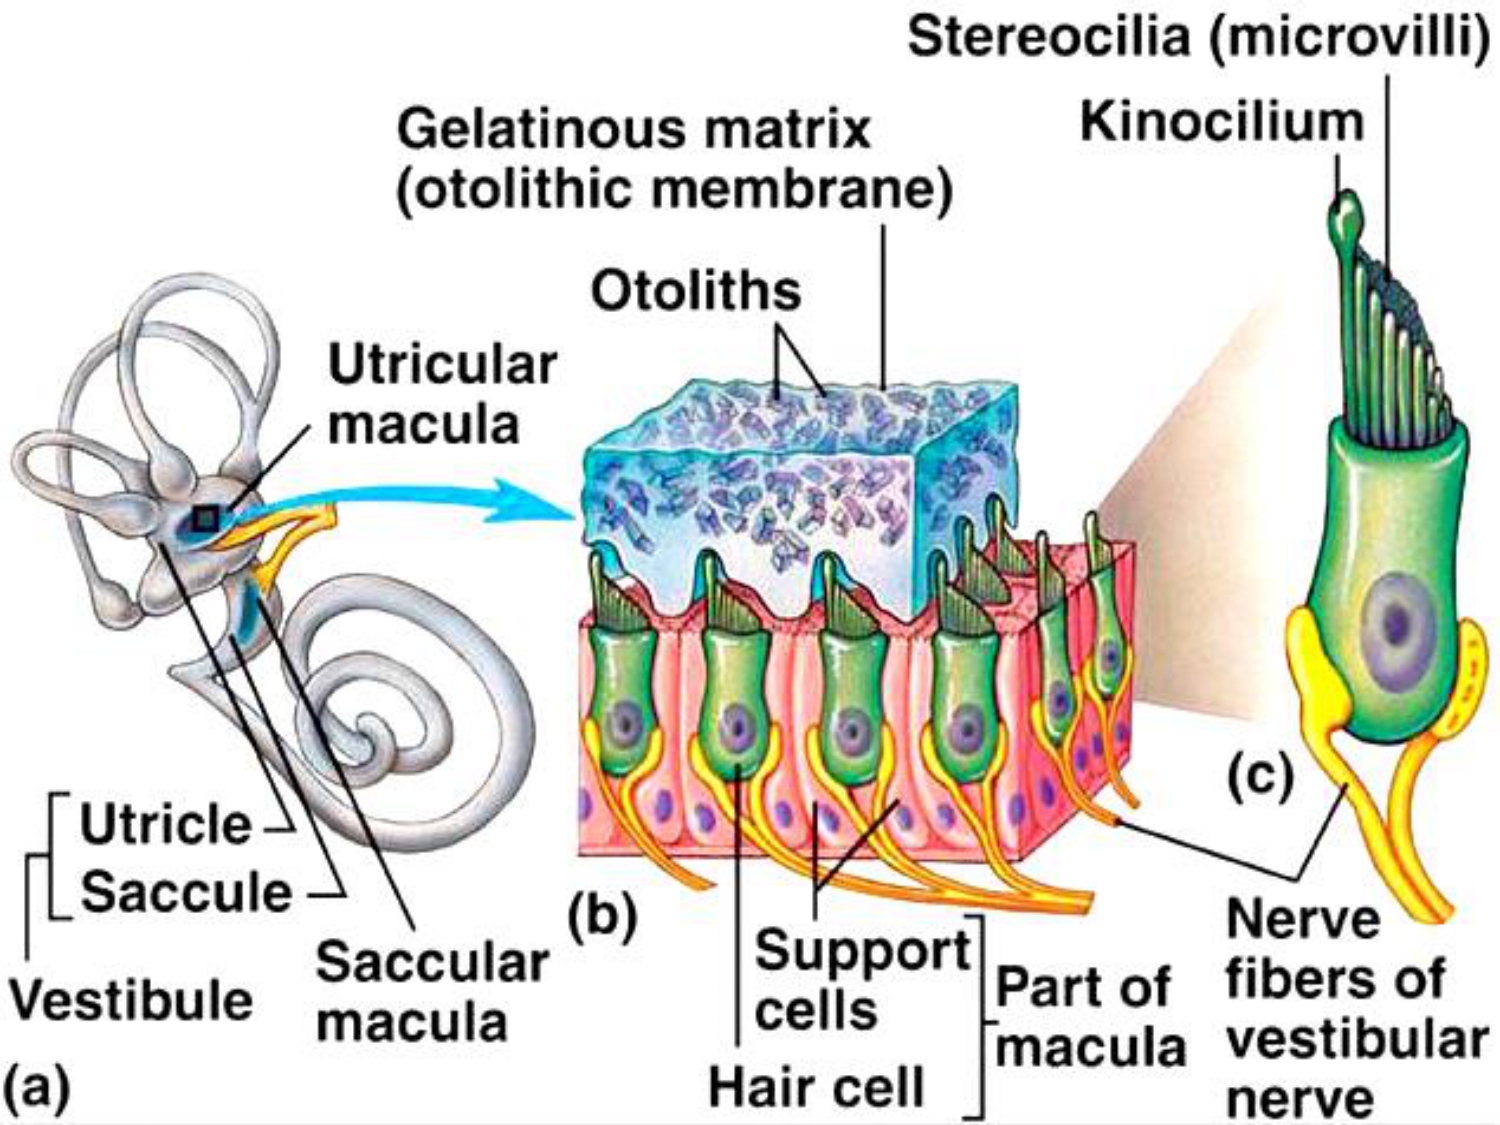 Stereocilia (microvilli)
Kinocilium
Gelatinous matrix
(otolithic membrane)
Otoliths
Utricular
macula
Utricle
Saccule
Vestibule
Saccular
macula
(a)
(b)
Support
cells
Hair cell
Part of
macula
(c)
Nerve
fibers of
vestibular
nerve